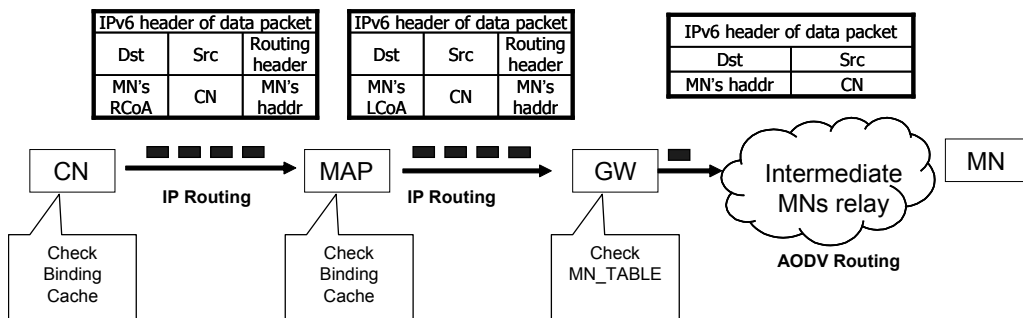 IPv6 header of data packet
Dst Src Routing header
MN's RCoA CN MN's haddr
IPv6 header of data packet
Dst Src Routing header
MN's LCoA CN MN's haddr
IPv6 header of data packet
Dst Src
MN's haddr CN
CN
MAP
GW
Intermediate
MNs relay
MN
IP Routing
IP Routing
AODV Routing
Check
Binding
Cache
Check
Binding
Cache
Check
MN_TABLE